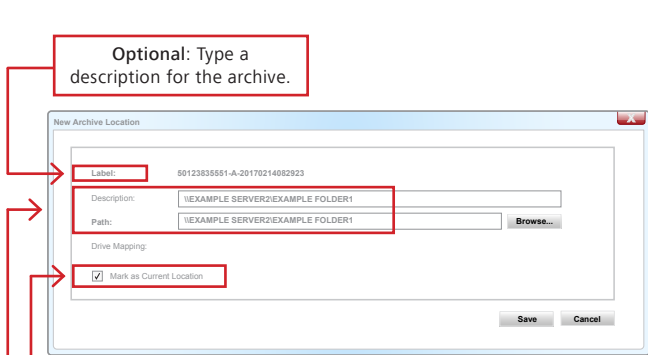 Optional: Type a
description for the archive.
New Archive Location
X
Label: 50123835551-A-20170214082923
Description: \\EXAMPLE SERVER2\EXAMPLE FOLDER1
Path: \\EXAMPLE SERVER2\EXAMPLE FOLDER1 Browse...
Drive Mapping:
Mark as Current Location
Save Cancel